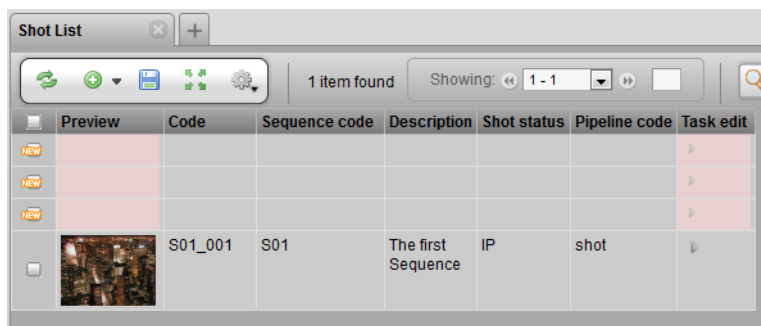 Shot List
1 item found
Showing: 1 - 1
Preview Code Sequence code Description Shot status Pipeline code Task edit
NEW
NEW
NEW
S01_001 S01 The first IP shot
Sequence